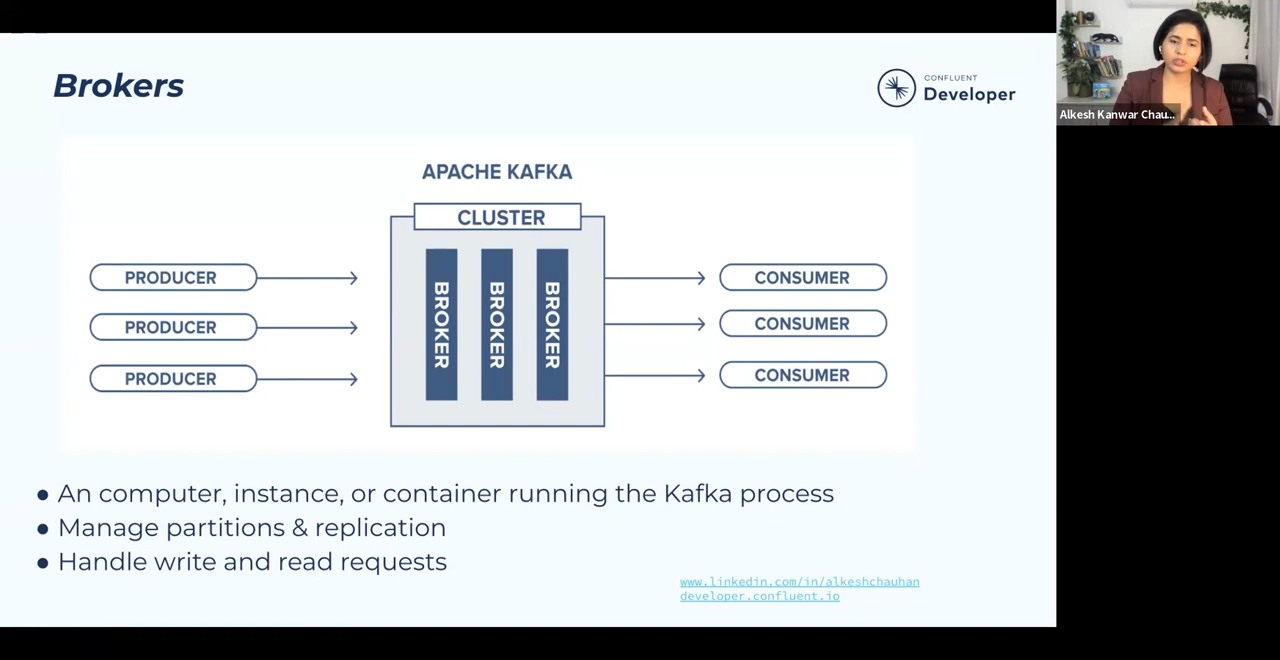 Brokers
CONFLUENT
Developer
Alkesh Kanwar Chau...
APACHE KAFKA
CLUSTER
PRODUCER
PRODUCER
PRODUCER
BROKER
BROKER
BROKER
CONSUMER
CONSUMER
CONSUMER
● An computer, instance, or container running the Kafka process
● Manage partitions & replication
● Handle write and read requests
www.linkedin.com/in/alkeshchauhan
developer.confluent.io